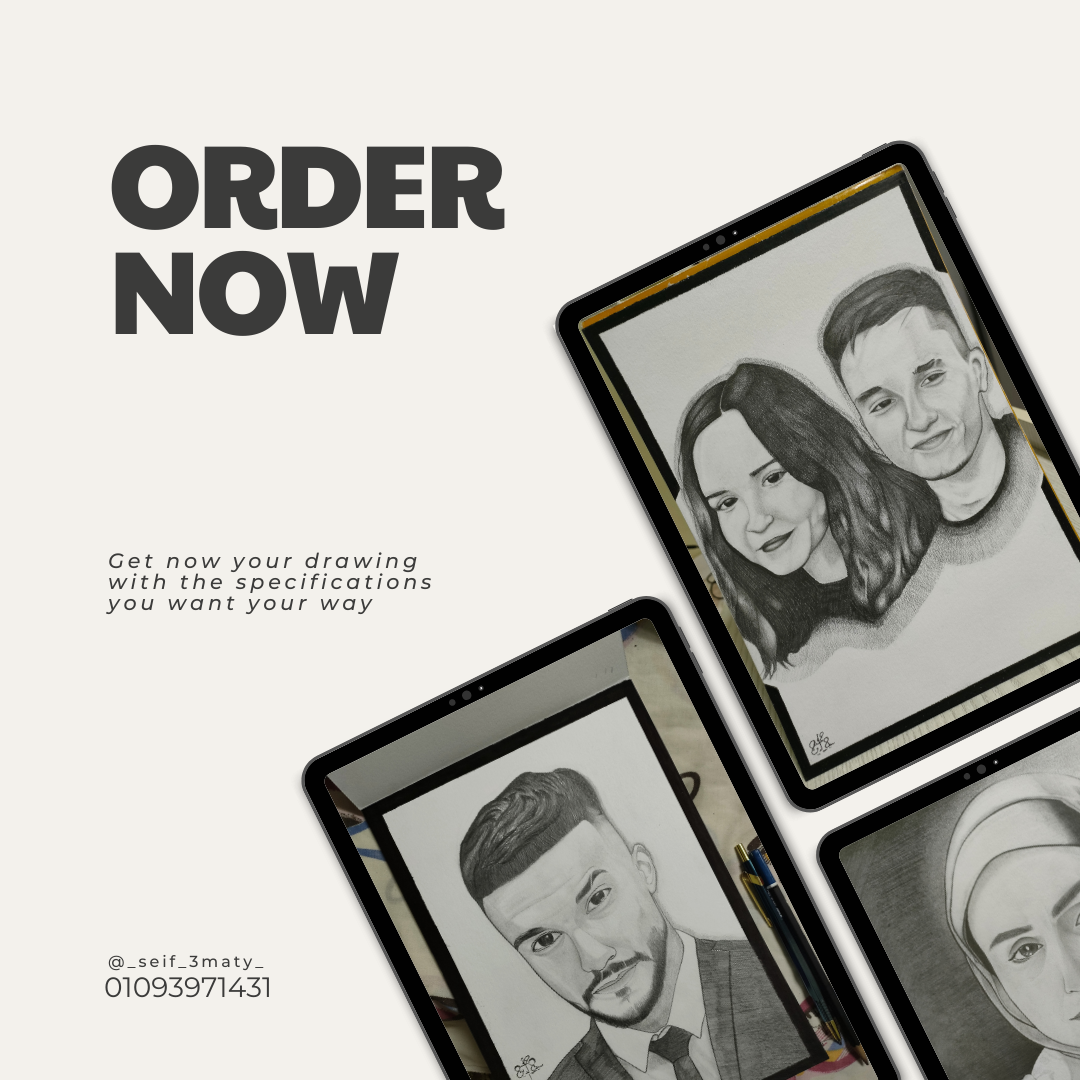 ORDER
NOW
Get now your drawing
with the specifications
you want your way
@_seif_3maty_
01093971431